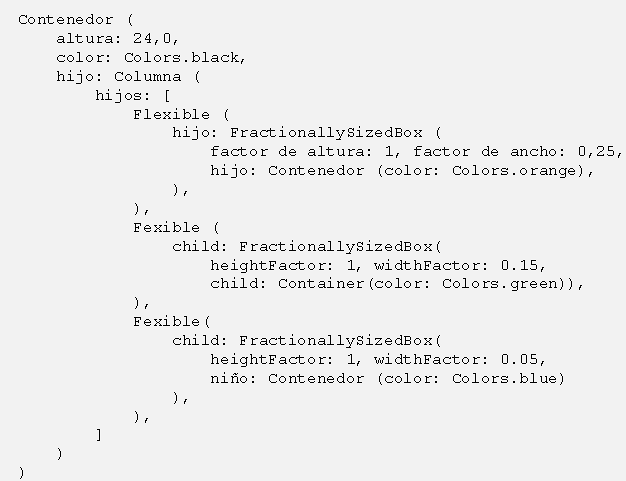 Contenedor (
altura: 24,0,
color: Colors.black,
hijo: Columna (
hijos: [
Flexible (
hijo: FractionallySizedBox (
factor de altura: 1, factor de ancho: 0,25,
hijo: Contenedor (color: Colors.orange),
),
),
Fexible (
child: FractionallySizedBox(
heightFactor: 1, widthFactor: 0.15,
child: Container(color: Colors.green)),
),
Fexible(
child: FractionallySizedBox(
heightFactor: 1, widthFactor: 0.05,
niño: Contenedor (color: Colors.blue)
),
),
]
)
)